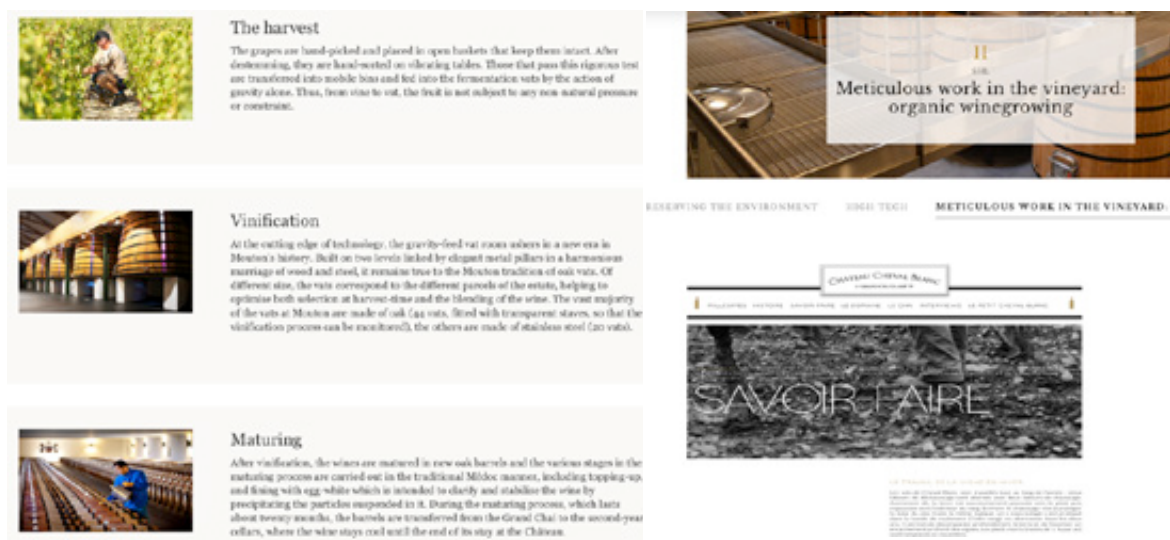 The harvest
The grapes are hand-picked and placed in open baskets that keep them intact. After
destemming, they are hand-sorted on vibrating tables. Those that pass this rigorous test
are transferred into mobile bins and fed into the fermentation vats by the action of
gravity alone. Thus, from vine to vat, the fruit is not subject to any non-natural pressure
or constraint.
Vinification
At the cutting edge of technology, the gravity-feed vat room ushers in a new era in
Mouton's history. Built on two levels linked by elegant metal pillars in a harmonious
marriage of wood and steel, it remains true to the Mouton tradition of oak vats. Of
different size, the vats correspond to the different parcels of the estate, helping to
optimise both selection at harvest-time and the blending of the wine. The vast majority
of the vats at Mouton are made of oak (44 vats, fitted with transparent staves, so that the
vinification process can be monitored), the others are made of stainless steel (20 vats).
Maturing
After vinification, the wines are matured in new oak barrels and the various stages in the
maturing process are carried out in the traditional Médoc manner, including topping-up,
and fining with egg-white which is intended to clarify and stabilise the wine by
precipitating the particles suspended in it. During the maturing process, which lasts
about twenty months, the barrels are transferred from the Grand Chai to the second-year
cellars, where the wine stays cool until the end of its stay at the Château.
II
Meticulous work in the vineyard:
organic winegrowing
RESERVING THE ENVIRONMENT HIGH TECH METICULOUS WORK IN THE VINEYARD:
CHATEAU CHEVAL BLANC
SAVOIR FAIRE